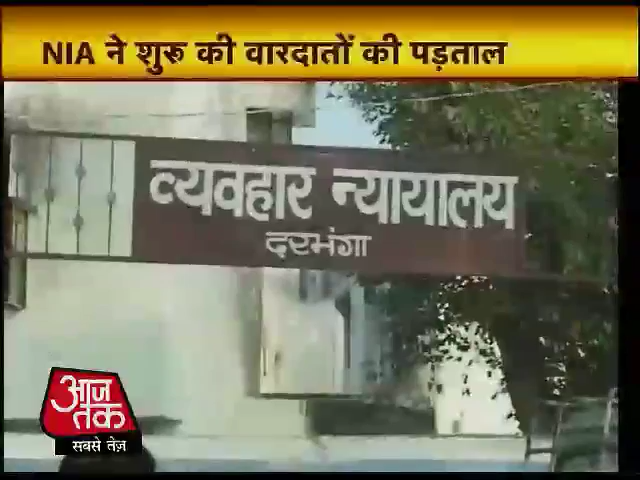 NIA ने शुरू की वारदातों की पड़ताल
व्यवहार न्यायालय
दरभंगा
आज
तक
सबसे तेज़